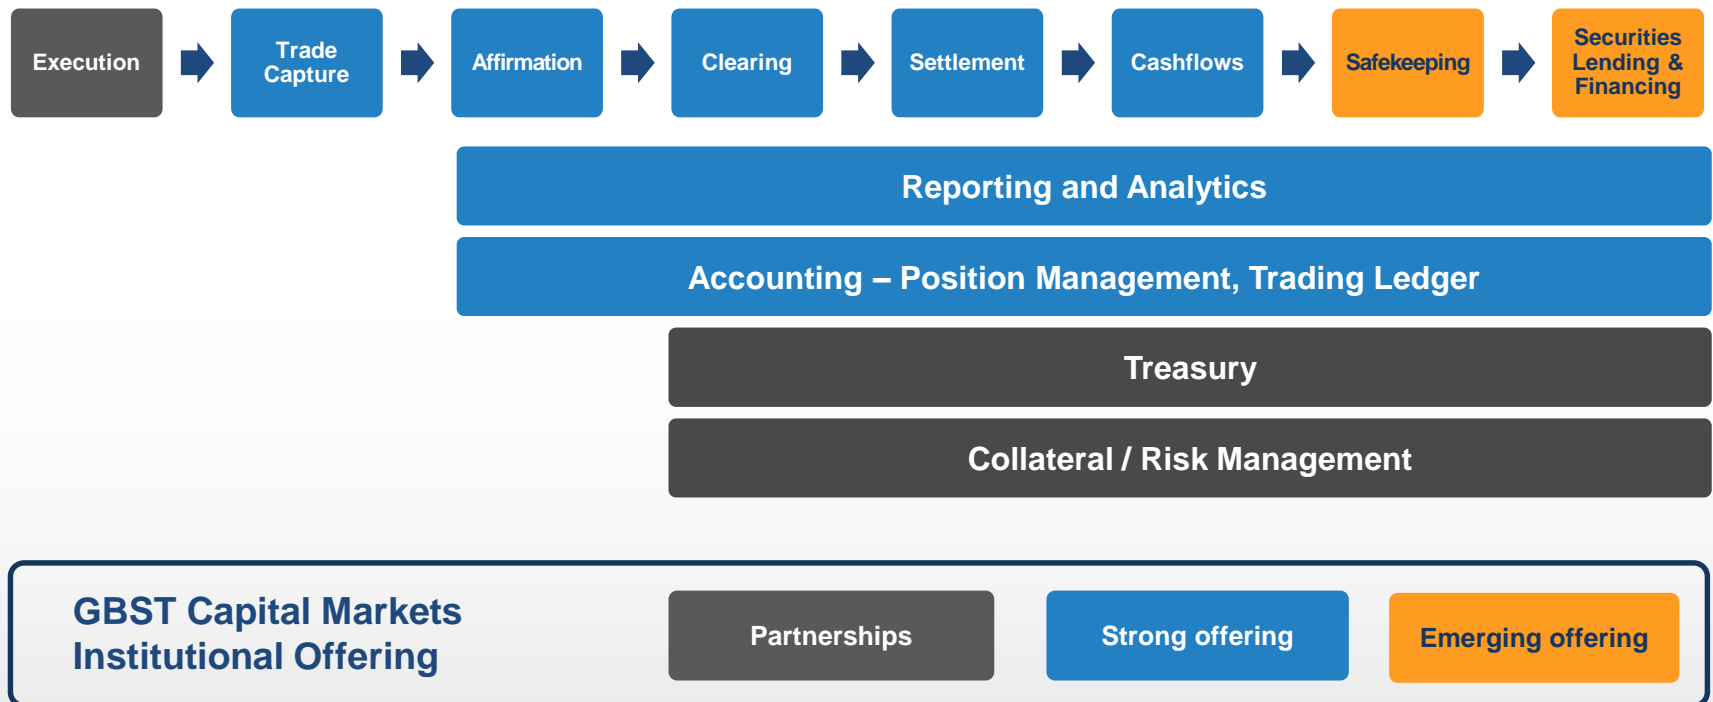 Execution
Trade
Capture
Affirmation
Clearing
Settlement
Cashflows
Safekeeping
Securities
Lending &
Financing
Reporting and Analytics
Accounting – Position Management, Trading Ledger
Treasury
Collateral / Risk Management
GBST Capital Markets
Institutional Offering
Partnerships
Strong offering
Emerging offering